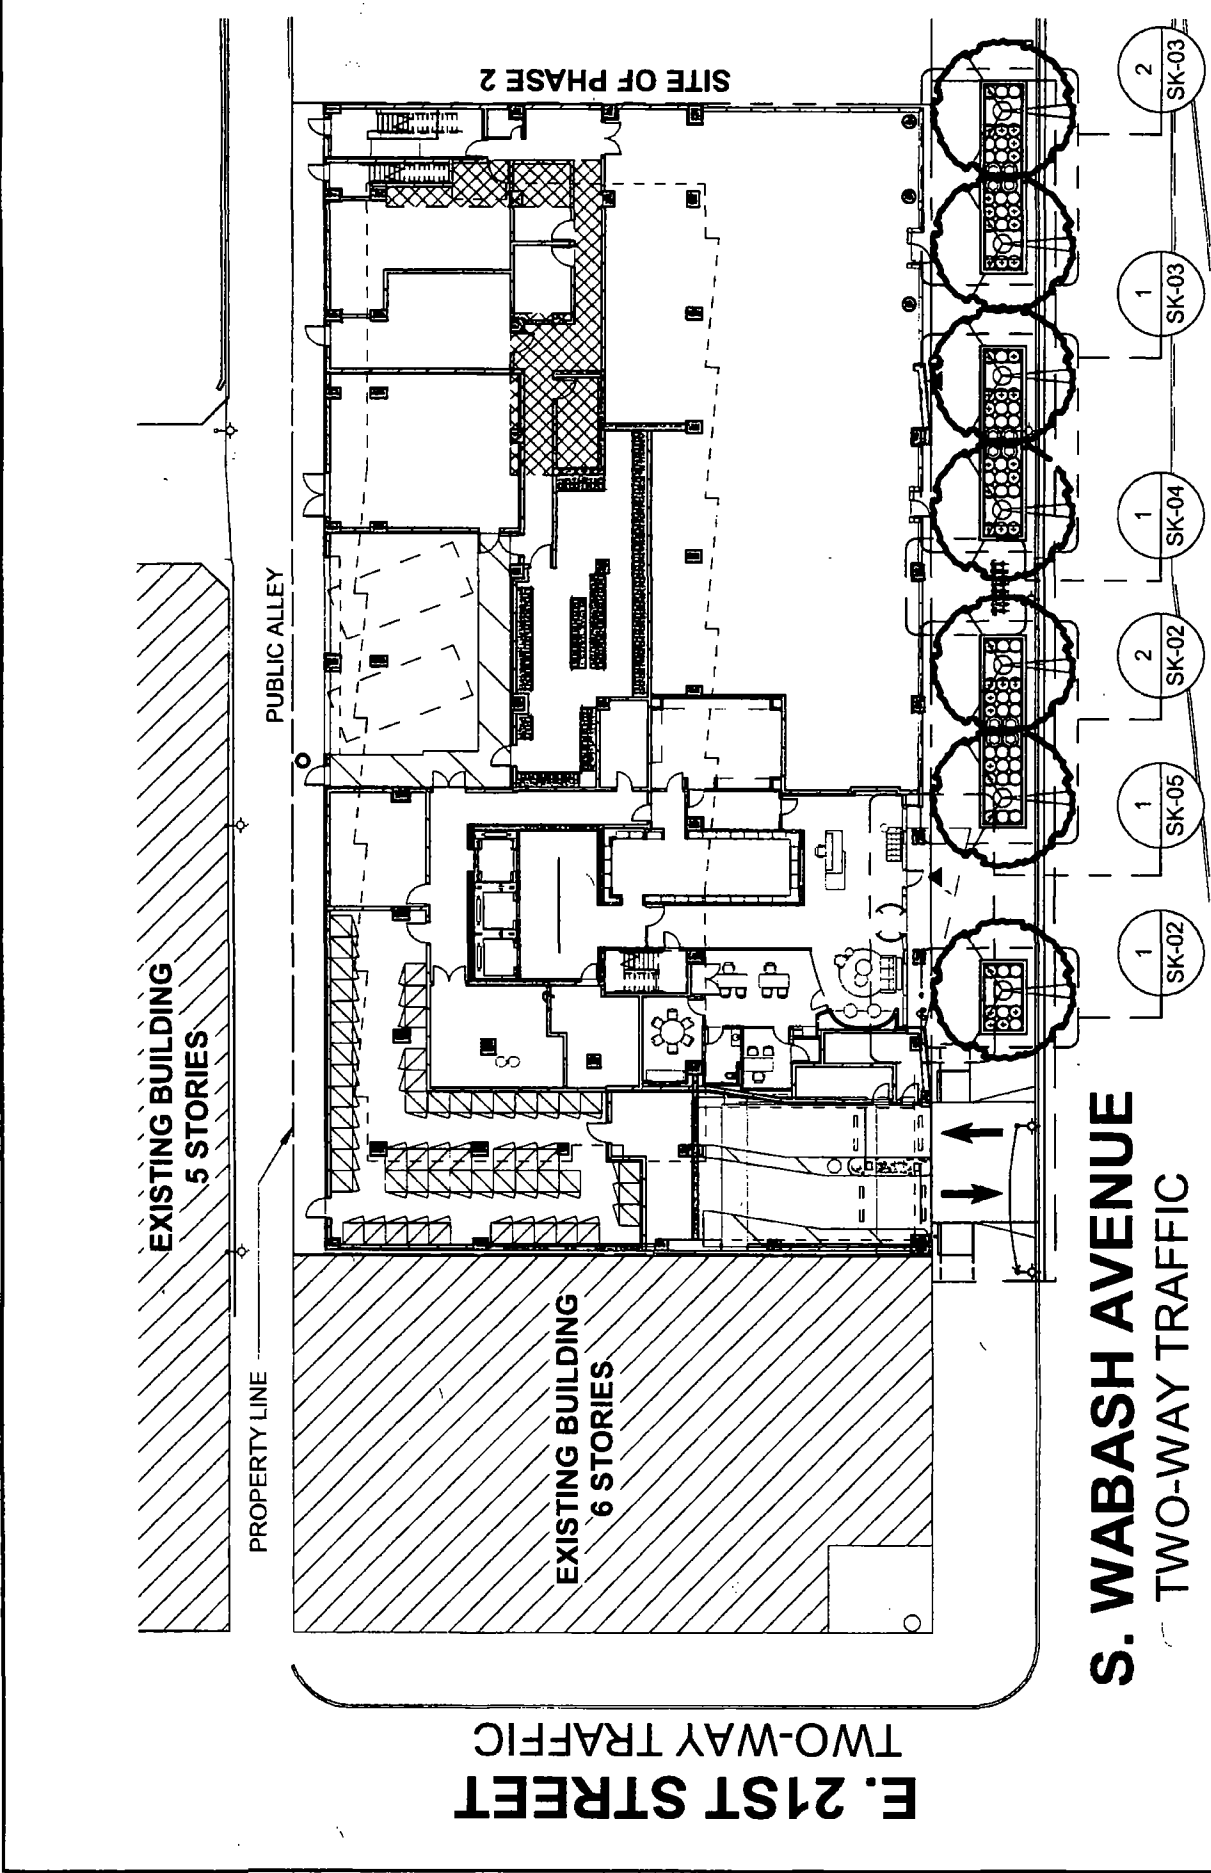 SITE OF PHASE 2
PUBLIC ALLEY
EXISTING BUILDING
5 STORIES
PROPERTY LINE
EXISTING BUILDING
6 STORIES
1
SK-02
1
SK-05
2
SK-02
1
SK-04
1
SK-03
2
SK-03
S. WABASH AVENUE
TWO-WAY TRAFFIC
E. 21ST STREET
TWO-WAY TRAFFIC